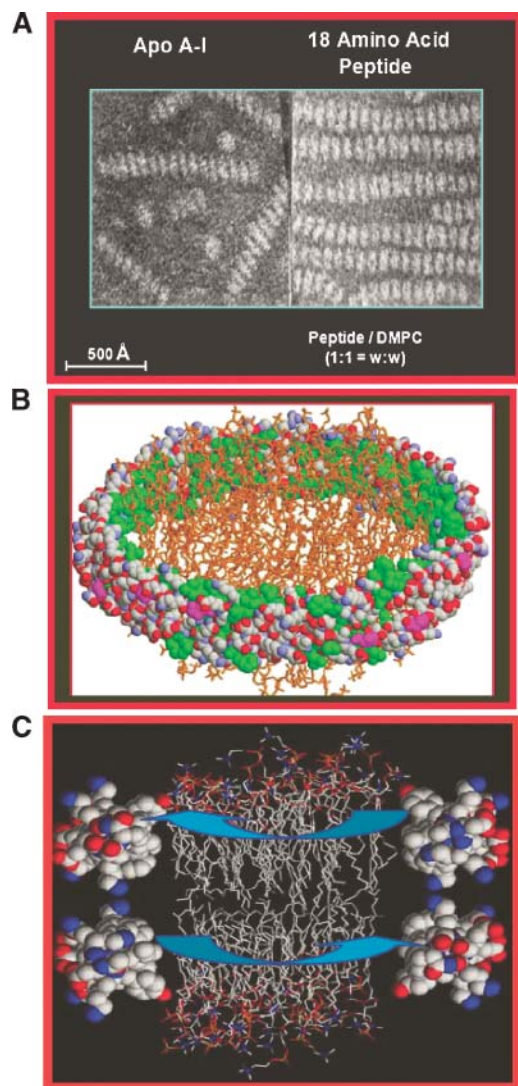 A
Apo A-I
18 Amino Acid
Peptide
500 Å
Peptide / DMPC
(1:1 = w:w)
B
C